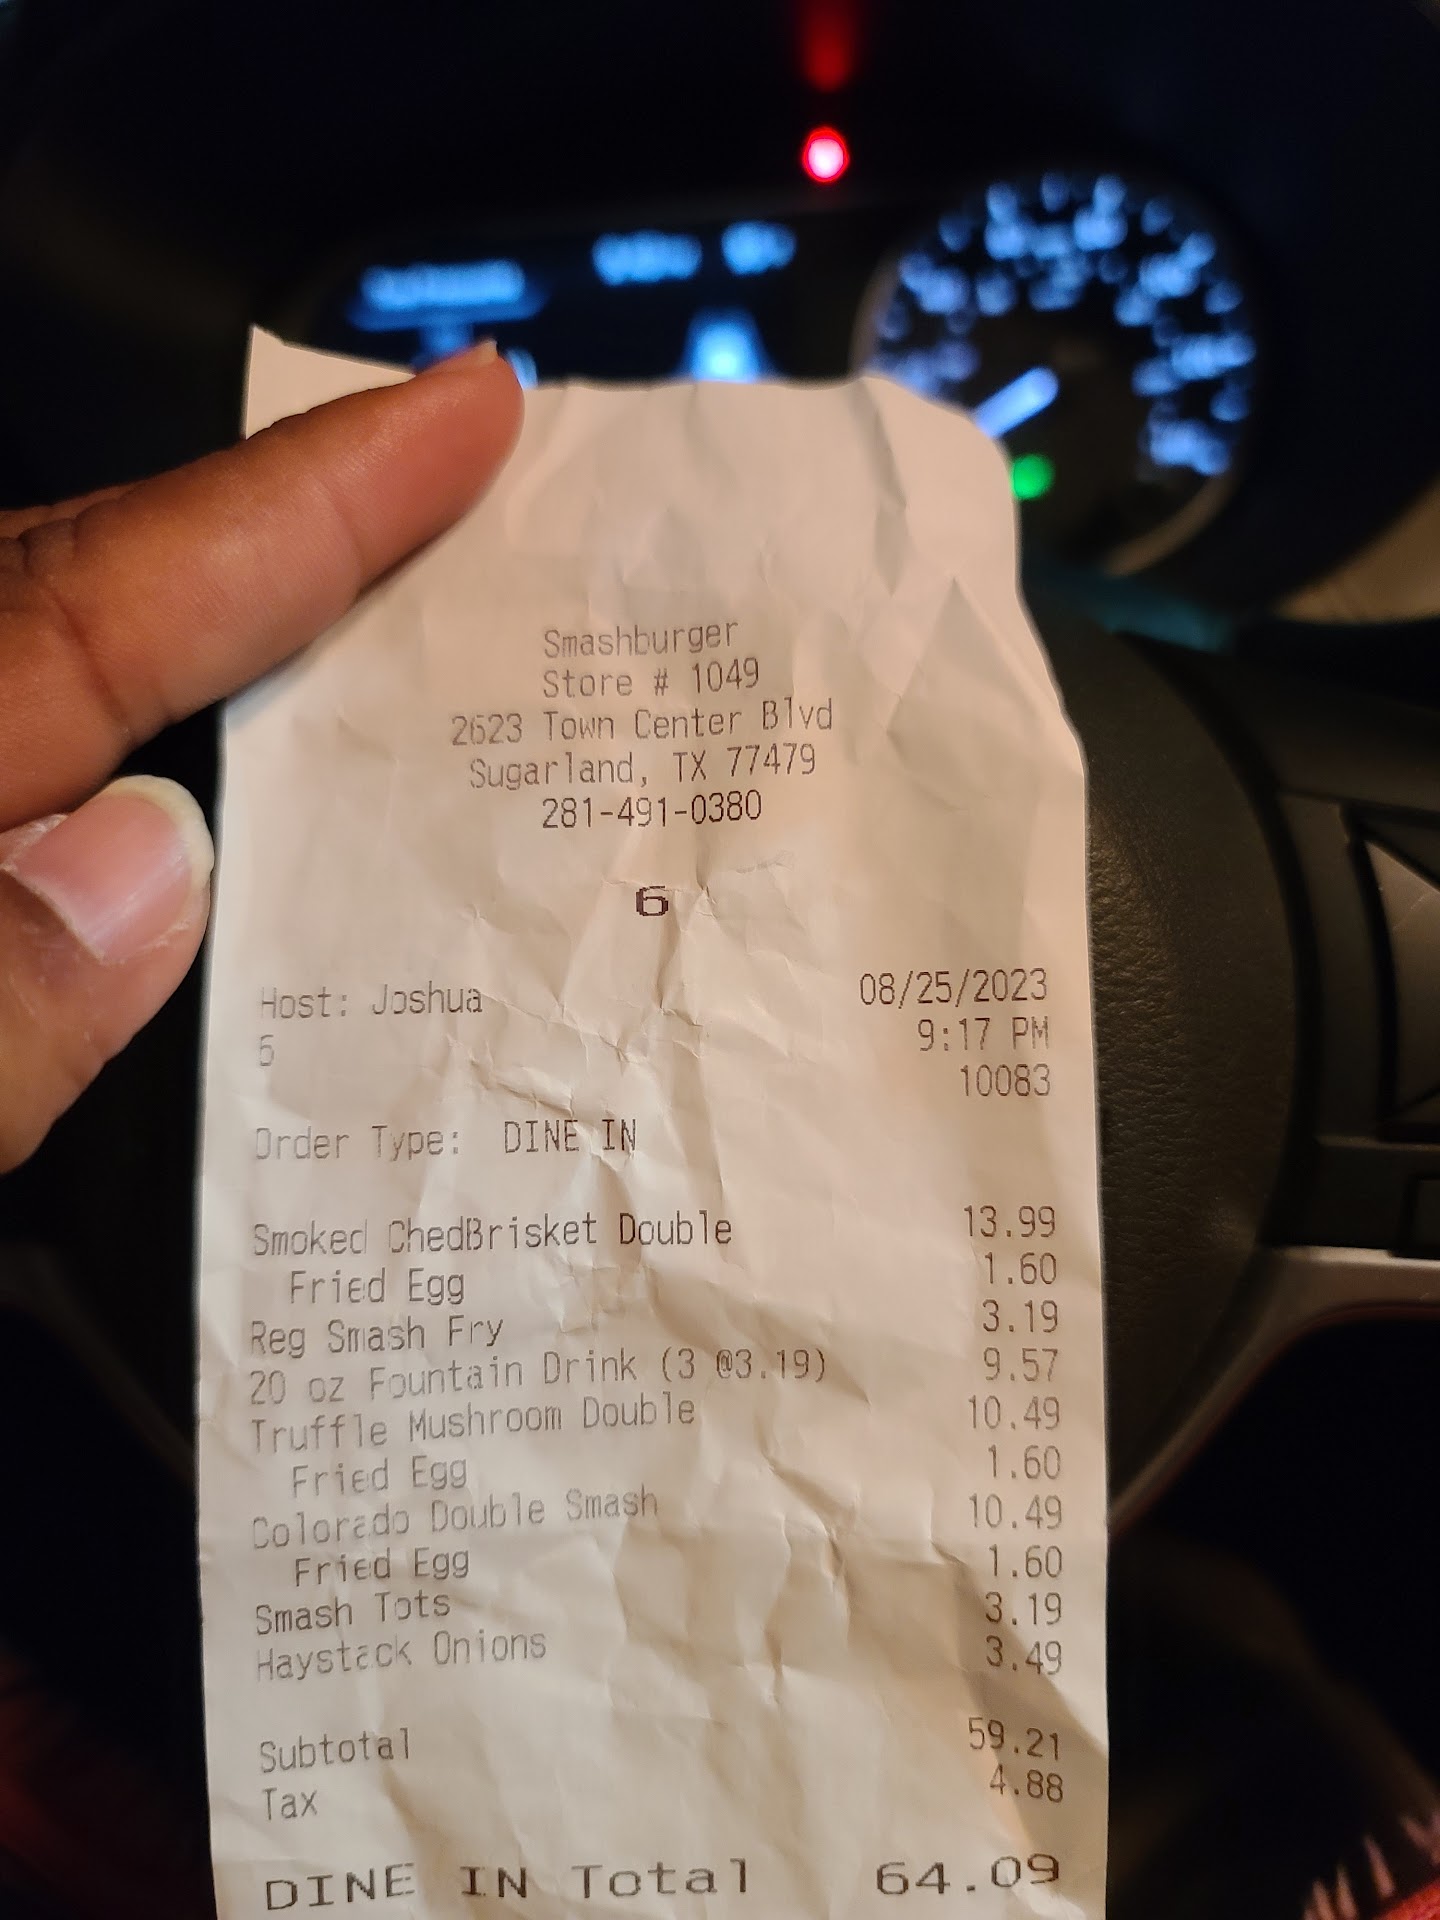 Smashburger
Store # 1049
2623 Town Center Blvd
Sugarland, TX 77479
281-491-0380
6
Host: Joshua 08/25/2023
6 9:17 PM
10083
Order Type: DINE IN
Smoked ChedBrisket Double 13.99
Fried Egg 1.60
Reg Smash Fry 3.19
20 oz Fountain Drink (3 @3.19) 9.57
Truffle Mushroom Double 10.49
Fried Egg 1.60
Colorado Double Smash 10.49
Fried Egg 1.60
Smash Tots 3.19
Haystack Onions 3.49
Subtotal 59.21
Tax 4.88
DINE IN Total 64.09